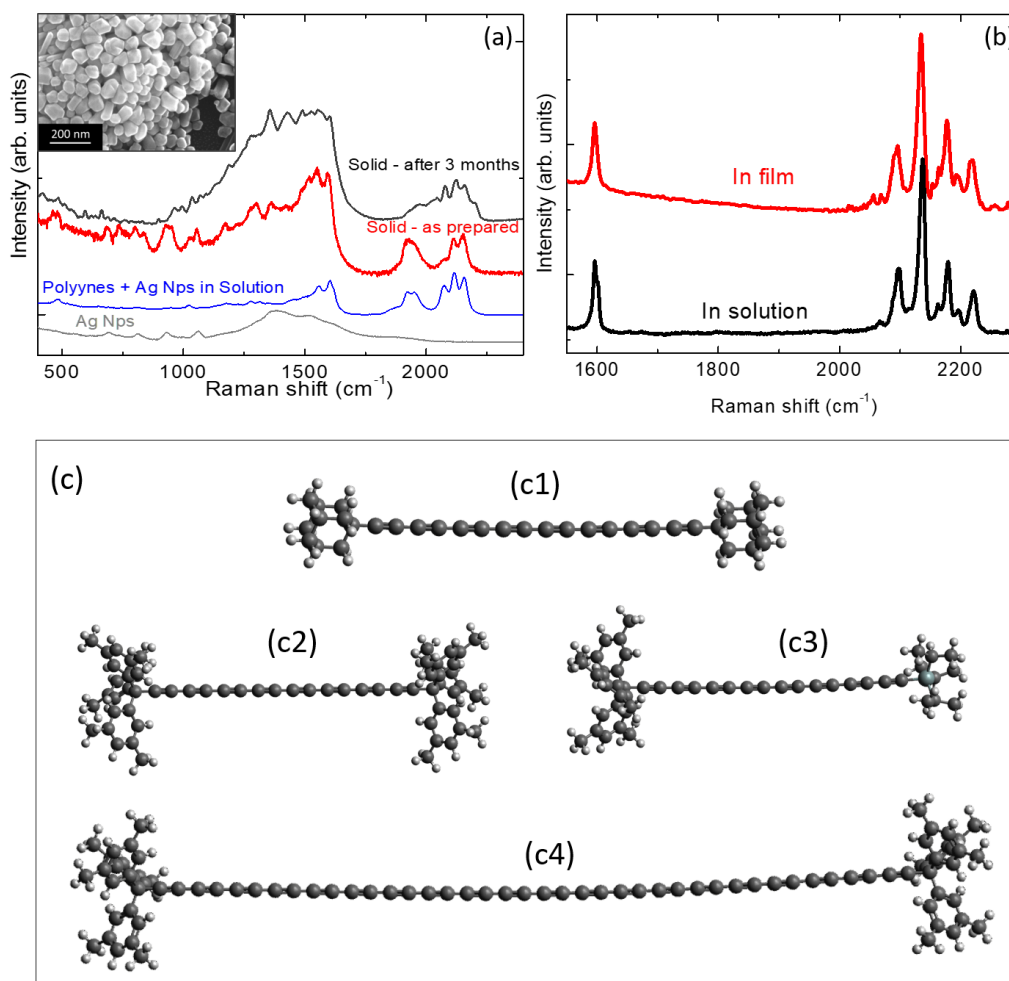 (a)
200 nm
Intensity (arb. units)
Solid - after 3 months
Solid - as prepared
Polyynes + Ag Nps in Solution
Ag Nps
500 1000 1500 2000
Raman shift (cm⁻¹)
(b)
Intensity (arb. units)
In film
In solution
1600 1800 2000 2200
Raman shift (cm⁻¹)
(c)
(c1)
(c2)
(c3)
(c4)